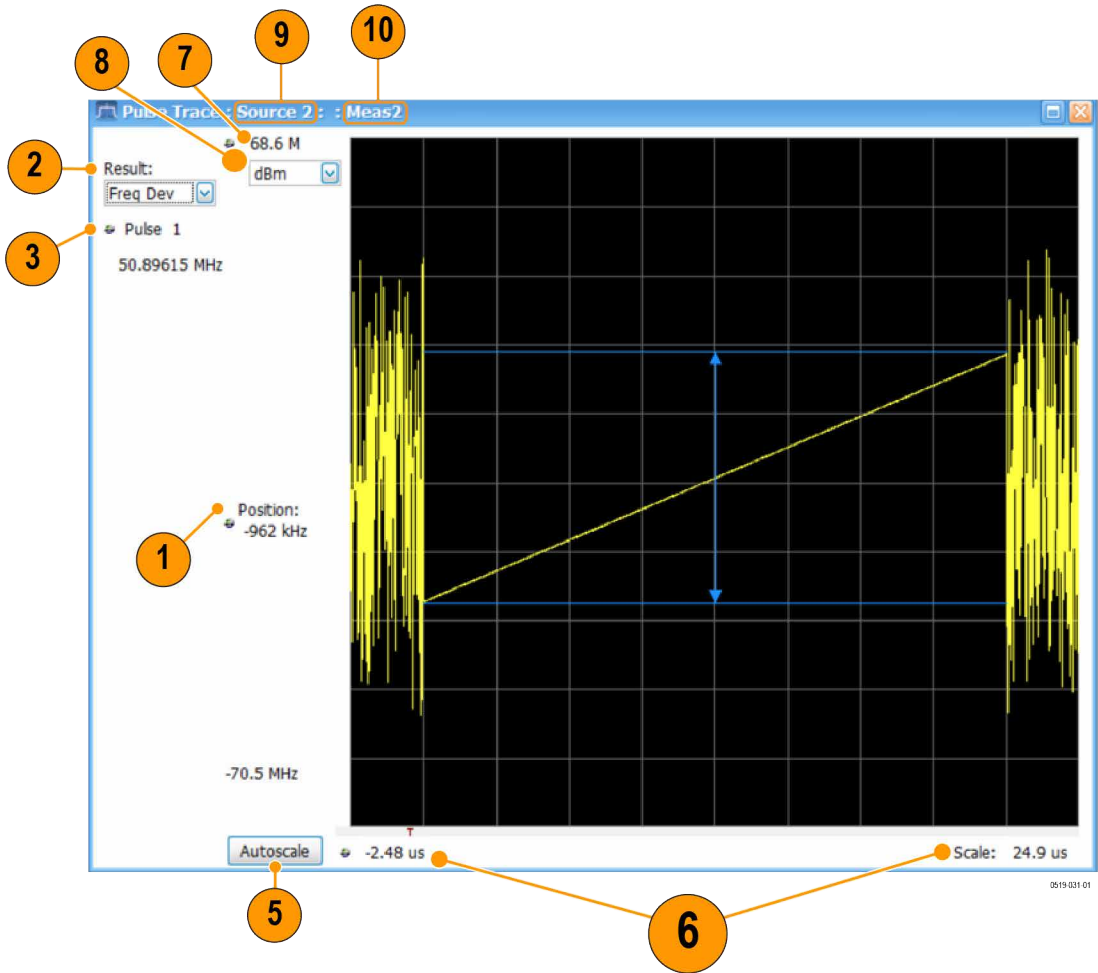 9
10
8
7
Pulse Trace : Source 2 : : Meas2
68.6 M
2
Result:
dBm
Freq Dev
3
Pulse 1
50.89615 MHz
1
Position:
-962 kHz
-70.5 MHz
T
Autoscale
-2.48 us
Scale: 24.9 us
5
6
0519-031-01